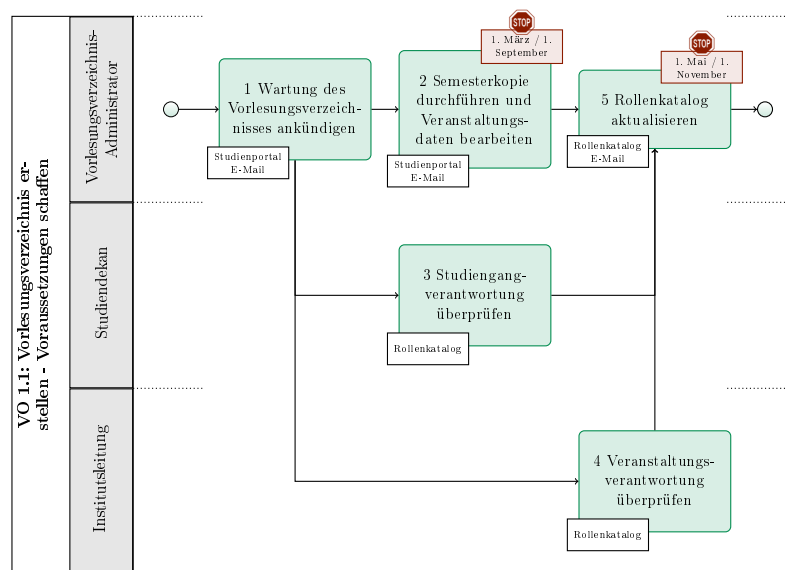 VO 1.1: Vorlesungsverzeichnis er-
stellen - Voraussetzungen schaffen
Vorlesungsverzeichnis-
Administrator
1 Wartung des
Vorlesungsverzeich-
nisses ankündigen
Studienportal
E-Mail
STOP
1. März / 1.
September
2 Semesterkopie
durchführen und
Veranstaltungs-
daten bearbeiten
Studienportal
E-Mail
STOP
1. Mai / 1.
November
5 Rollenkatalog
aktualisieren
Rollenkatalog
E-Mail
Studiendekan
3 Studiengang-
verantwortung
überprüfen
Rollenkatalog
Institutsleitung
4 Veranstaltungs-
verantwortung
überprüfen
Rollenkatalog